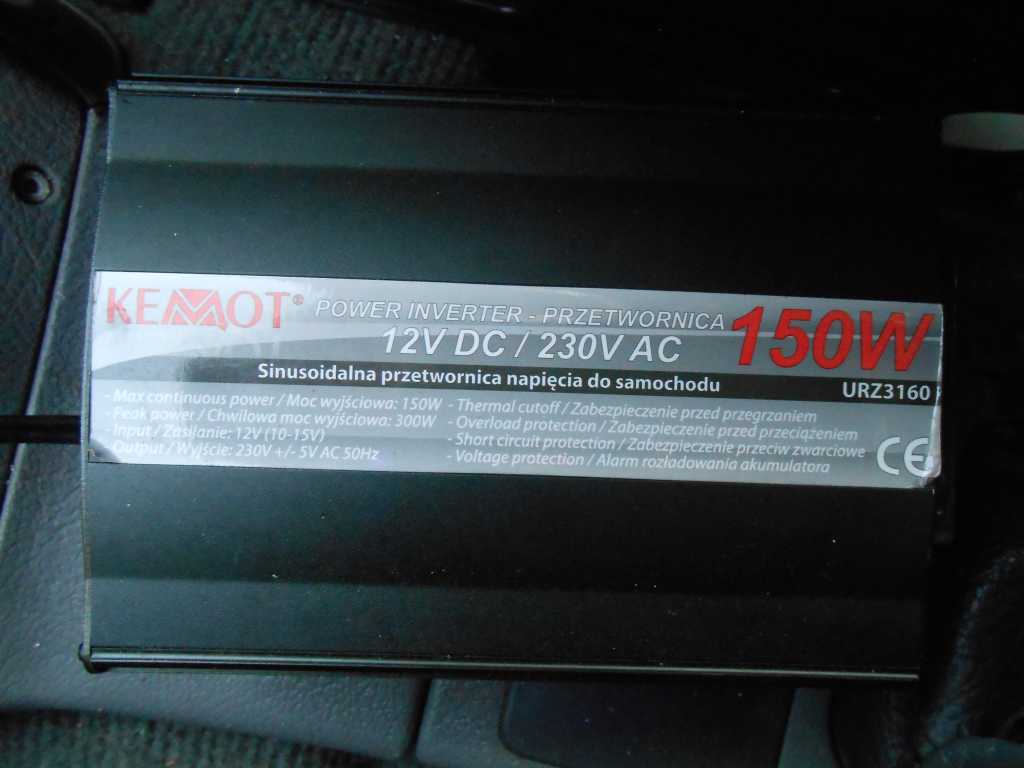 KEMOT®
POWER INVERTER - PRZETWORNICA
12V DC / 230V AC
150W
Sinusoidalna przetwornica napięcia do samochodu
URZ3160
- Max continuous power / Moc wyjściowa: 150W
- Peak power / Chwilowa moc wyjściowa: 300W
- Input / Zasilanie: 12V (10-15V)
- Output / Wyjście: 230V +/- 5V AC 50Hz
- Thermal cutoff / Zabezpieczenie przed przegrzaniem
- Overload protection / Zabezpieczenie przed przeciążeniem
- Short circuit protection / Zabezpieczenie przeciw zwarciowe
- Voltage protection / Alarm rozładowania akumulatora
CE